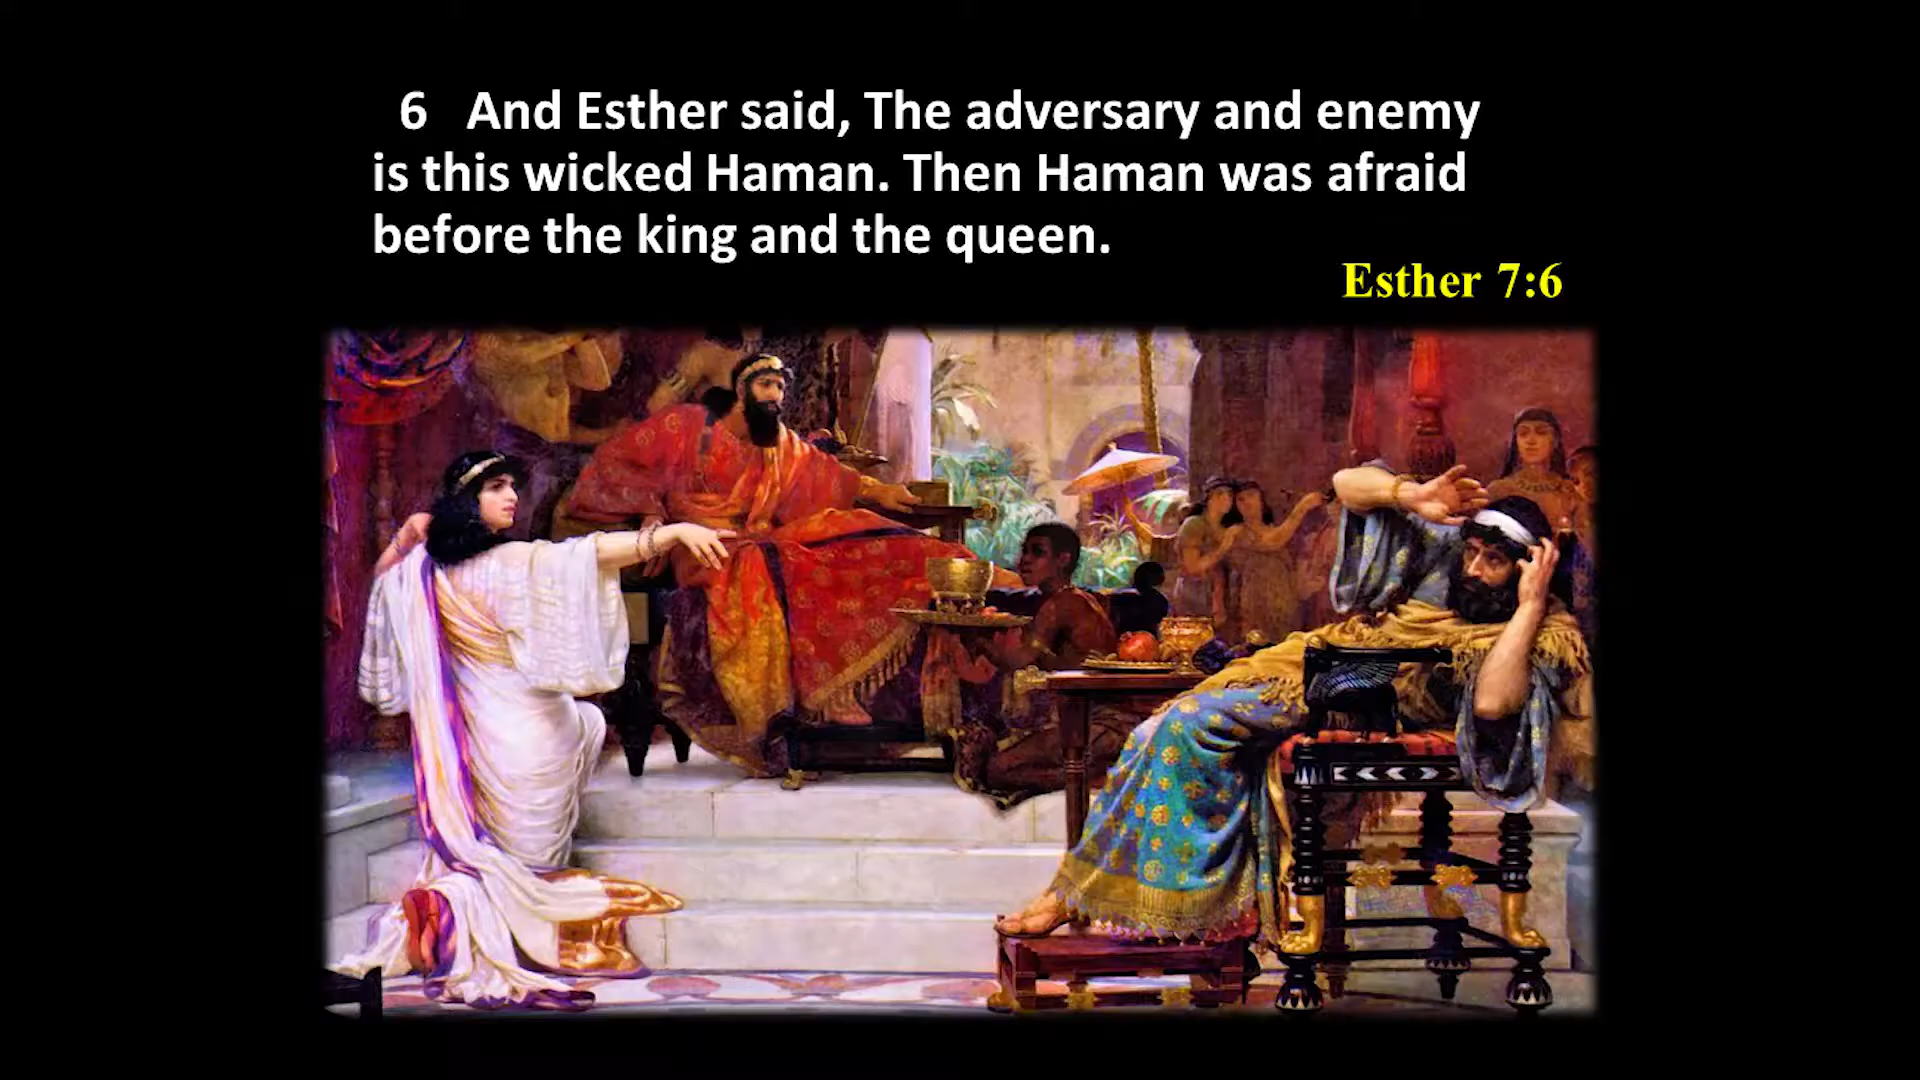 6 And Esther said, The adversary and enemy
is this wicked Haman. Then Haman was afraid
before the king and the queen.
Esther 7:6